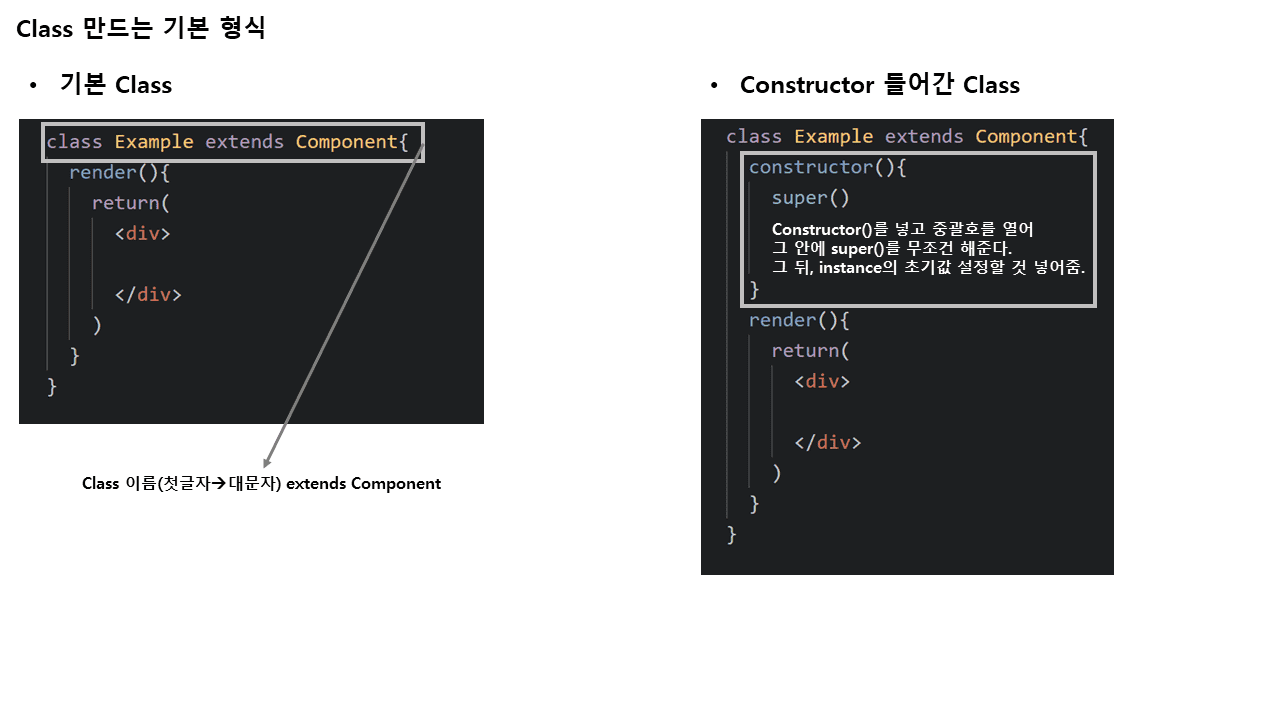 Class 만드는 기본 형식
• 기본 Class
class Example extends Component{
render(){
return(
<div>
</div>
)
}
}
Class 이름(첫글자→대문자) extends Component
• Constructor 들어간 Class
class Example extends Component{
constructor(){
super()
Constructor()를 넣고 중괄호를 열어
그 안에 super()를 무조건 해준다.
그 뒤, instance의 초기값 설정할 것 넣어줌.
}
render(){
return(
<div>
</div>
)
}
}